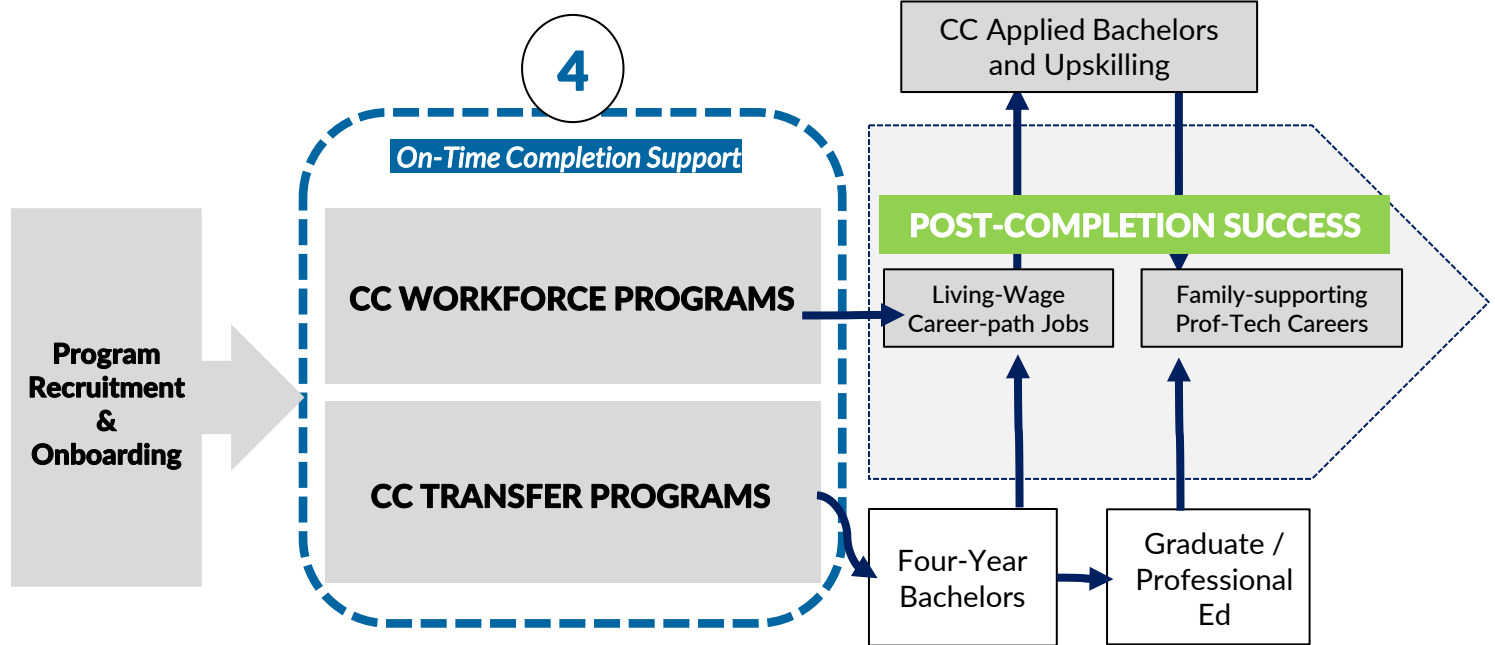 4
On-Time Completion Support
Program
Recruitment
&
Onboarding
CC WORKFORCE PROGRAMS
CC TRANSFER PROGRAMS
CC Applied Bachelors
and Upskilling
POST-COMPLETION SUCCESS
Living-Wage
Career-path Jobs
Family-supporting
Prof-Tech Careers
Four-Year
Bachelors
Graduate /
Professional
Ed